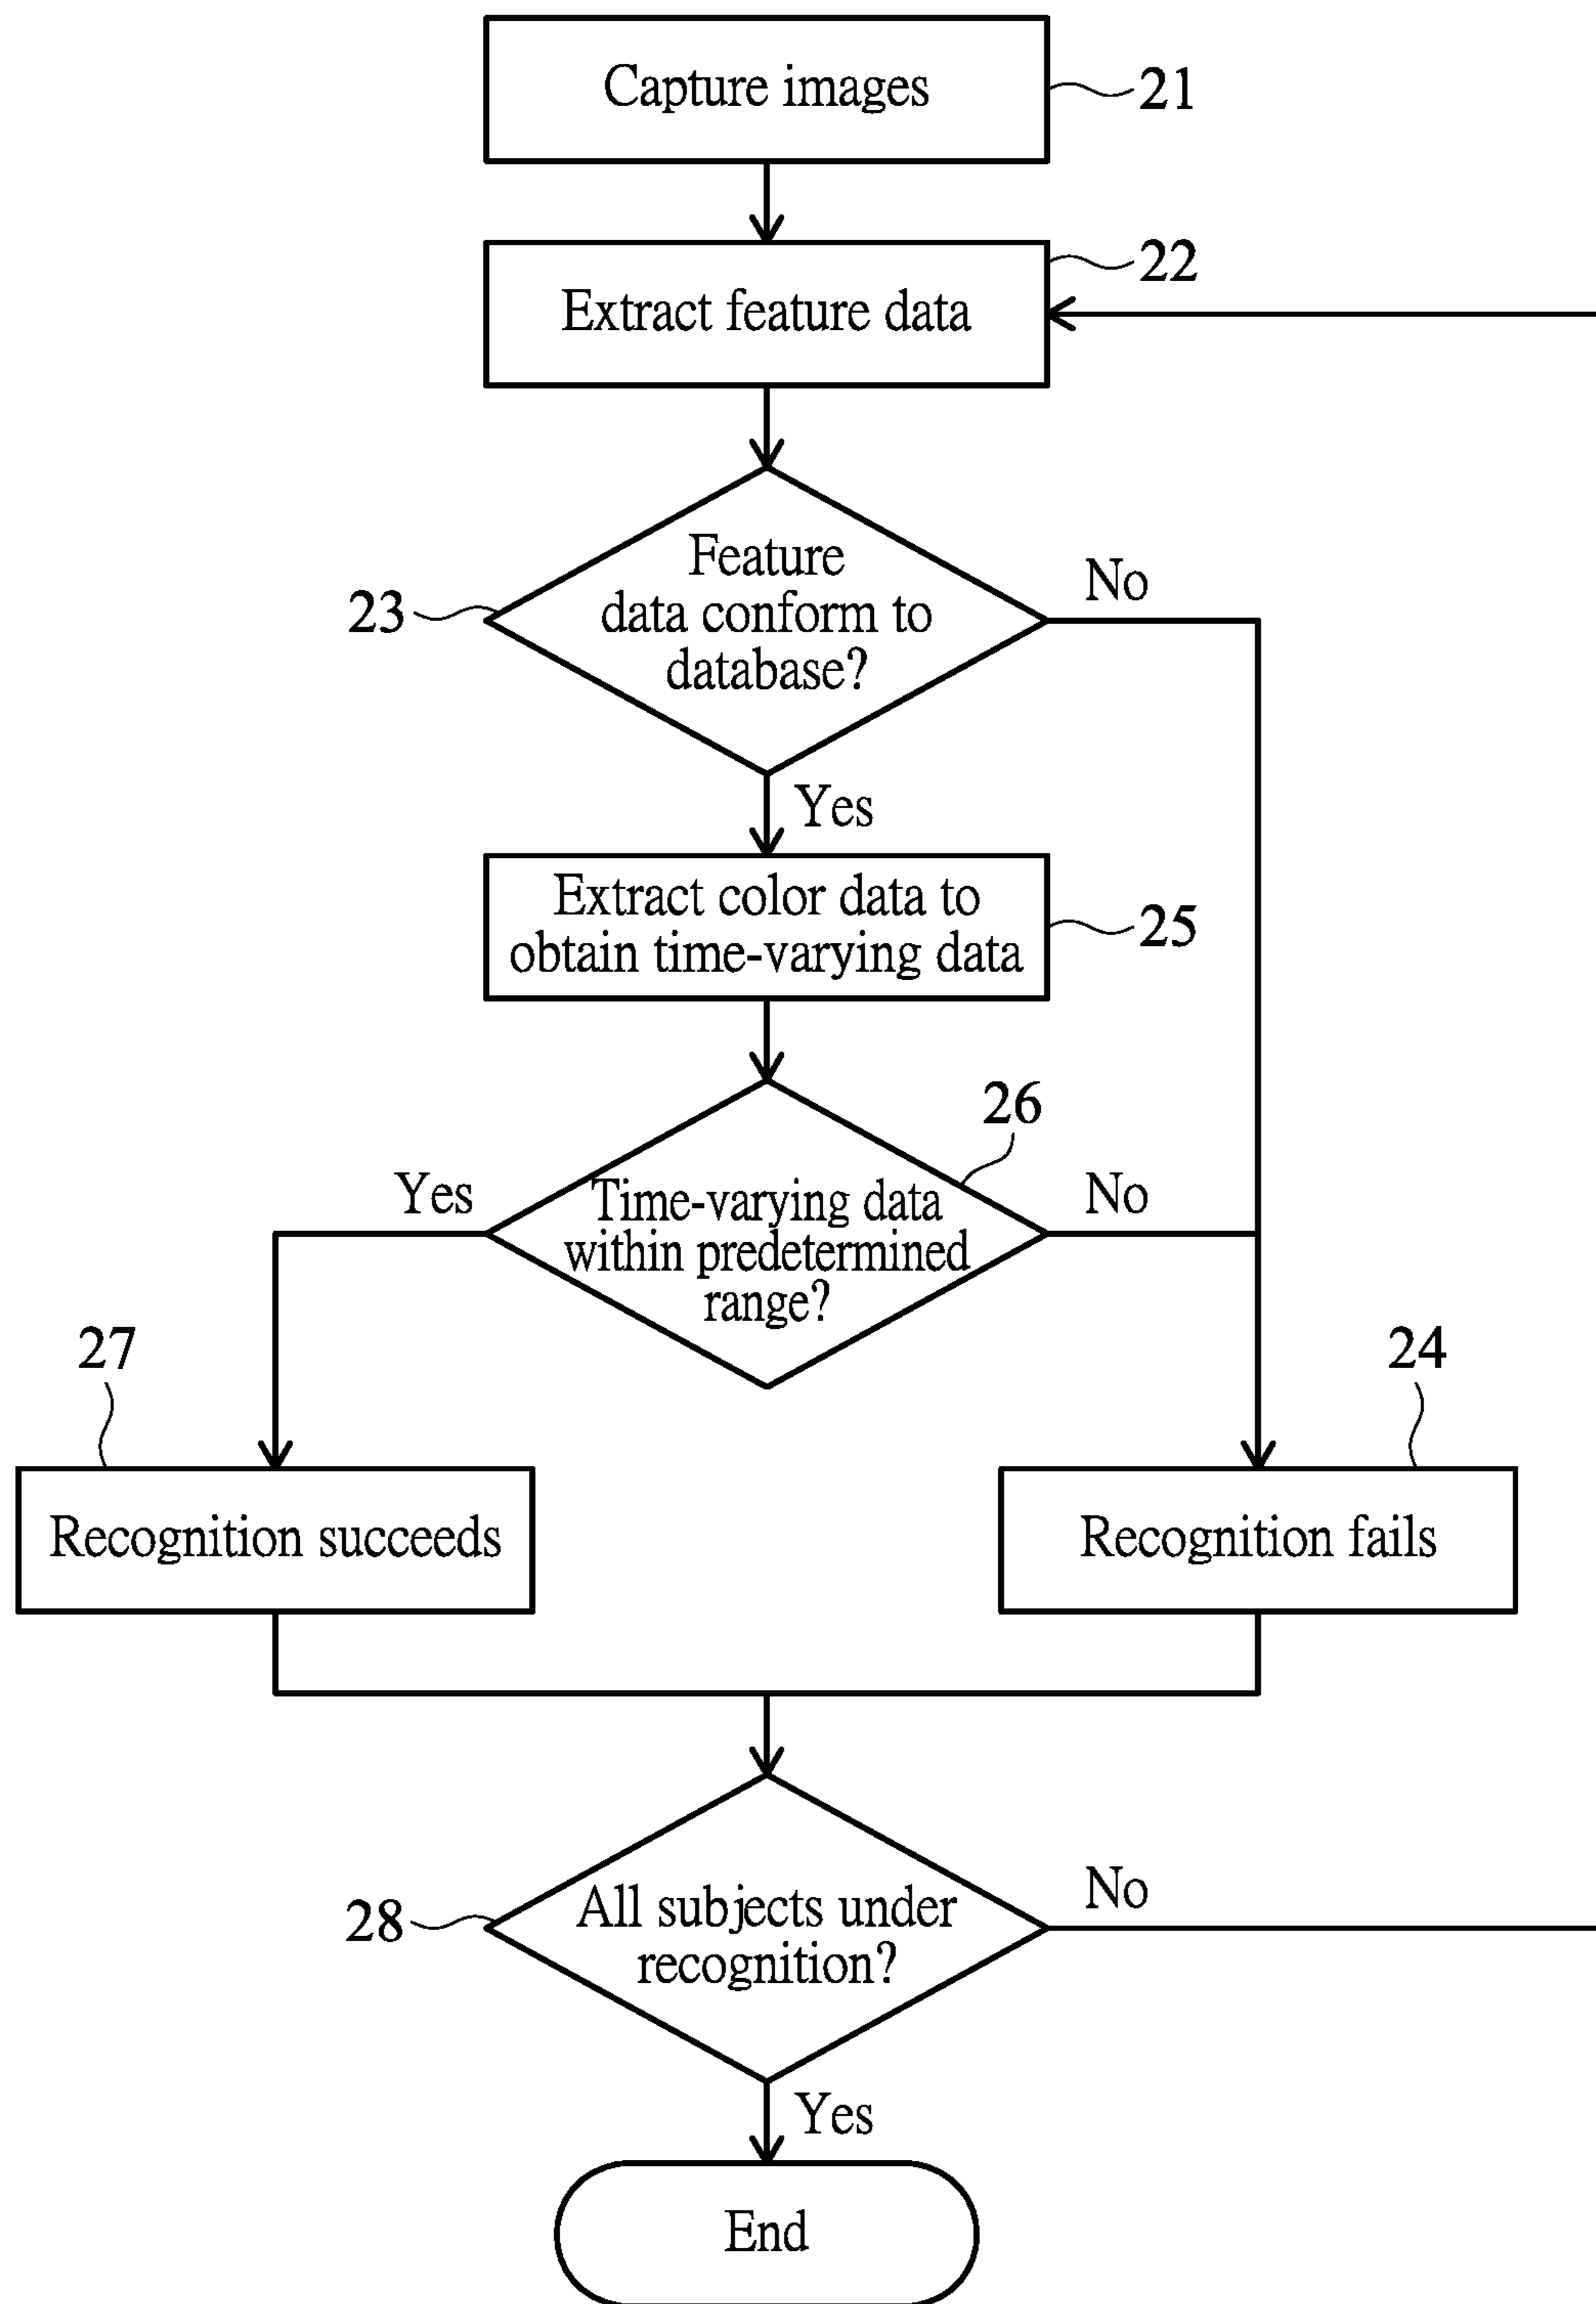 Capture images
21
22
Extract feature data
Feature
data conform to
database?
23
No
Yes
Extract color data to
obtain time-varying data
25
26
Yes
Time-varying data
within predetermined
range?
No
27
24
Recognition succeeds
Recognition fails
28
All subjects under
recognition?
No
Yes
End